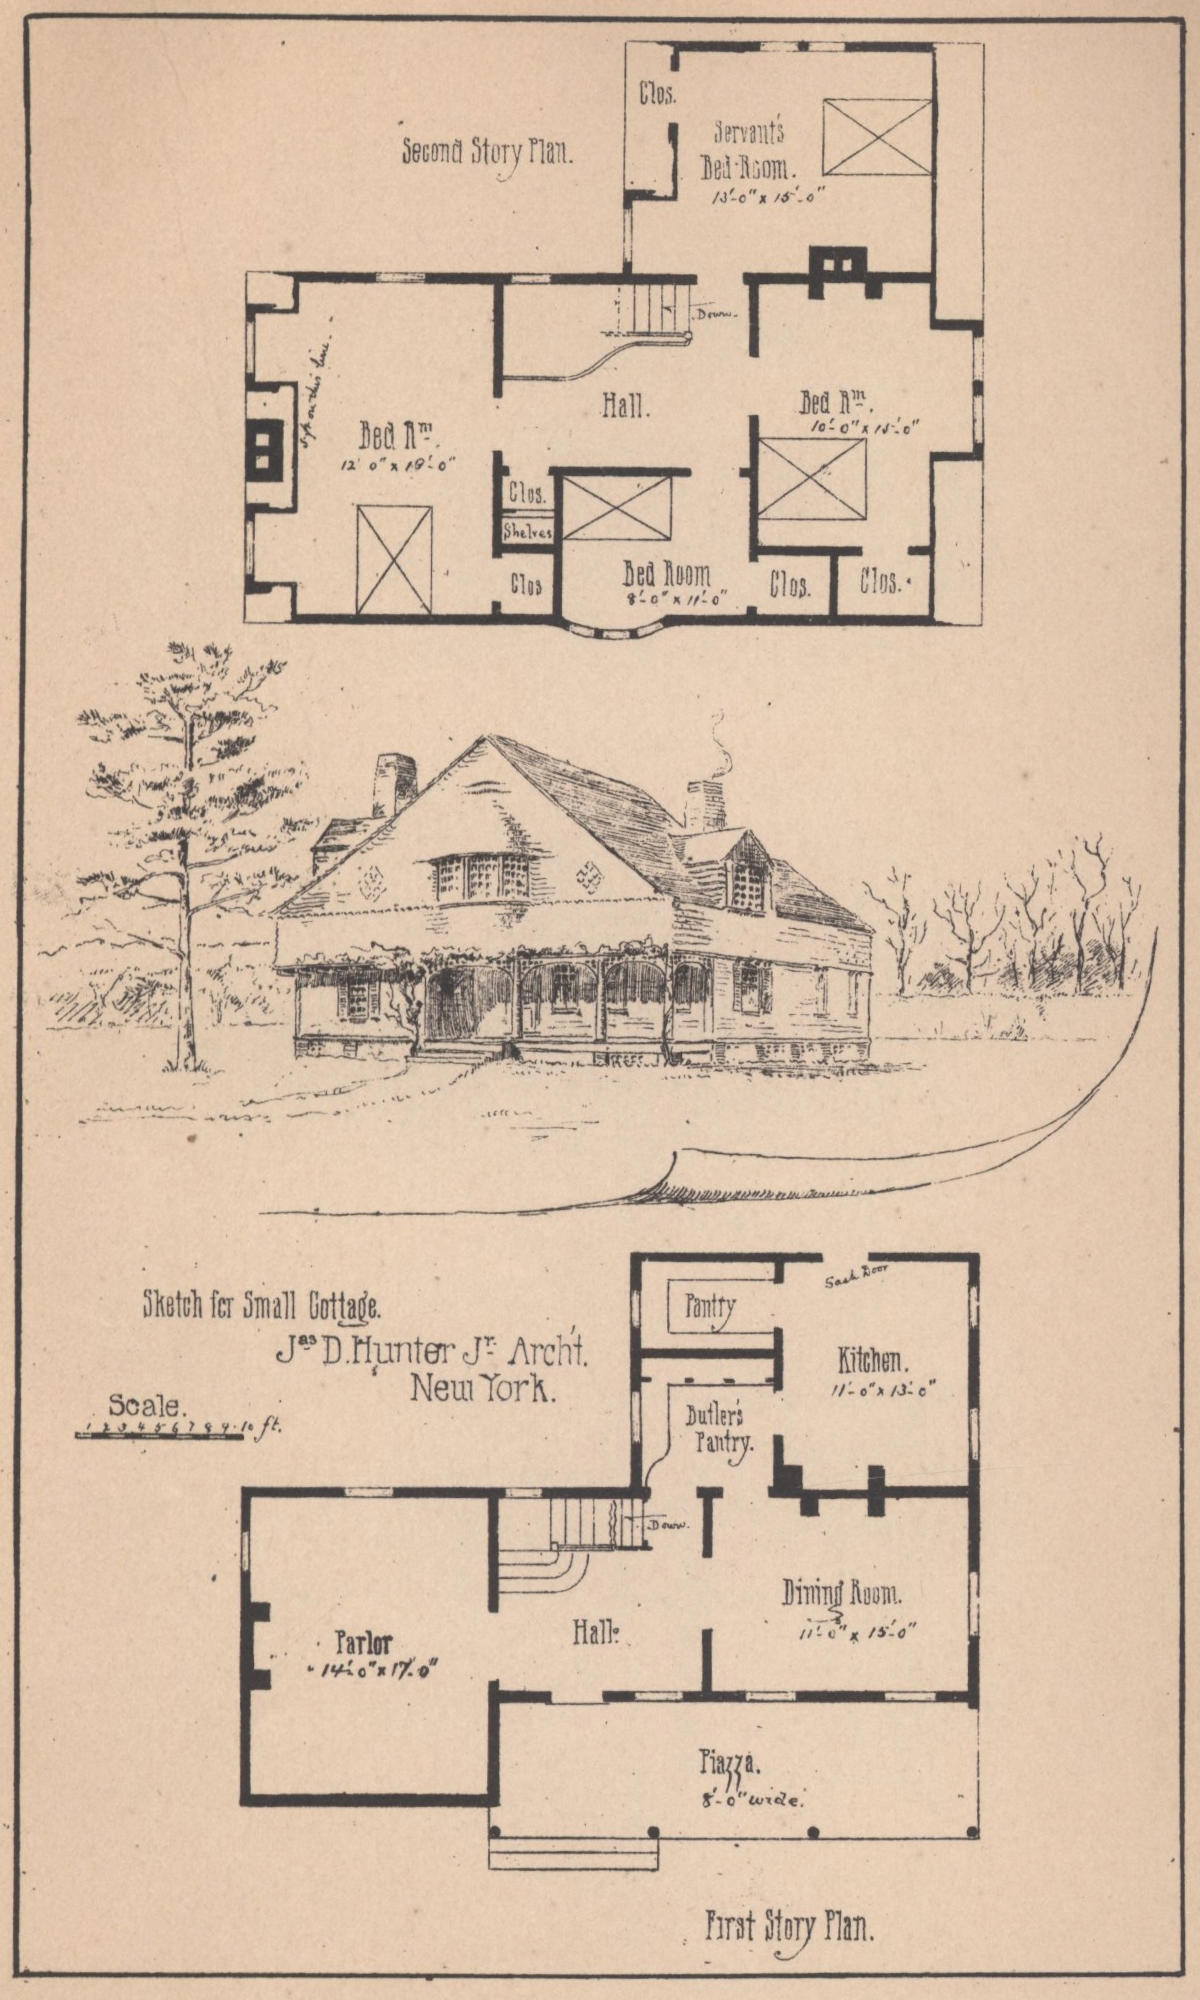 Second Story Plan.
Clos.
Servant's
Bed-Room.
13'-0" x 15'-0"
Down.
Hall.
Bed Rm.
12'-0" x 18'-0"
Bed Rm.
10'-0" x 15'-0"
Clos.
Shelves
Clos
Bed Room
8'-0" x 11'-0"
Clos.
Clos.
Sketch for Small Cottage.
Jas D. Hunter Jr. Archt.
New York.
Scale.
1 2 3 4 5 6 7 8 9 10 ft.
Pantry
Sash Door
Kitchen.
11'-0" x 13'-0"
Butler's
Pantry.
Down.
Hall.
Dining Room.
11'-0" x 15'-0"
Parlor
14'-0" x 17'-0"
Piazza.
8'-0" wide.
First Story Plan.